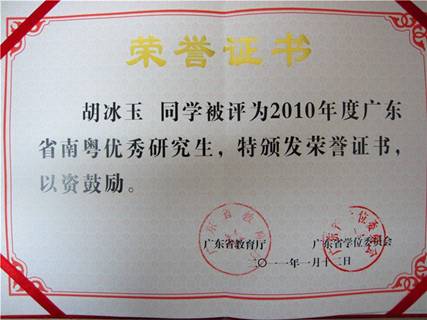 荣誉证书
胡冰玉 同学被评为2010年度广东
省南粤优秀研究生，特颁发荣誉证书，
以资鼓励。
广东省教育厅 广东省学位委员会
二〇一一年一月十二日